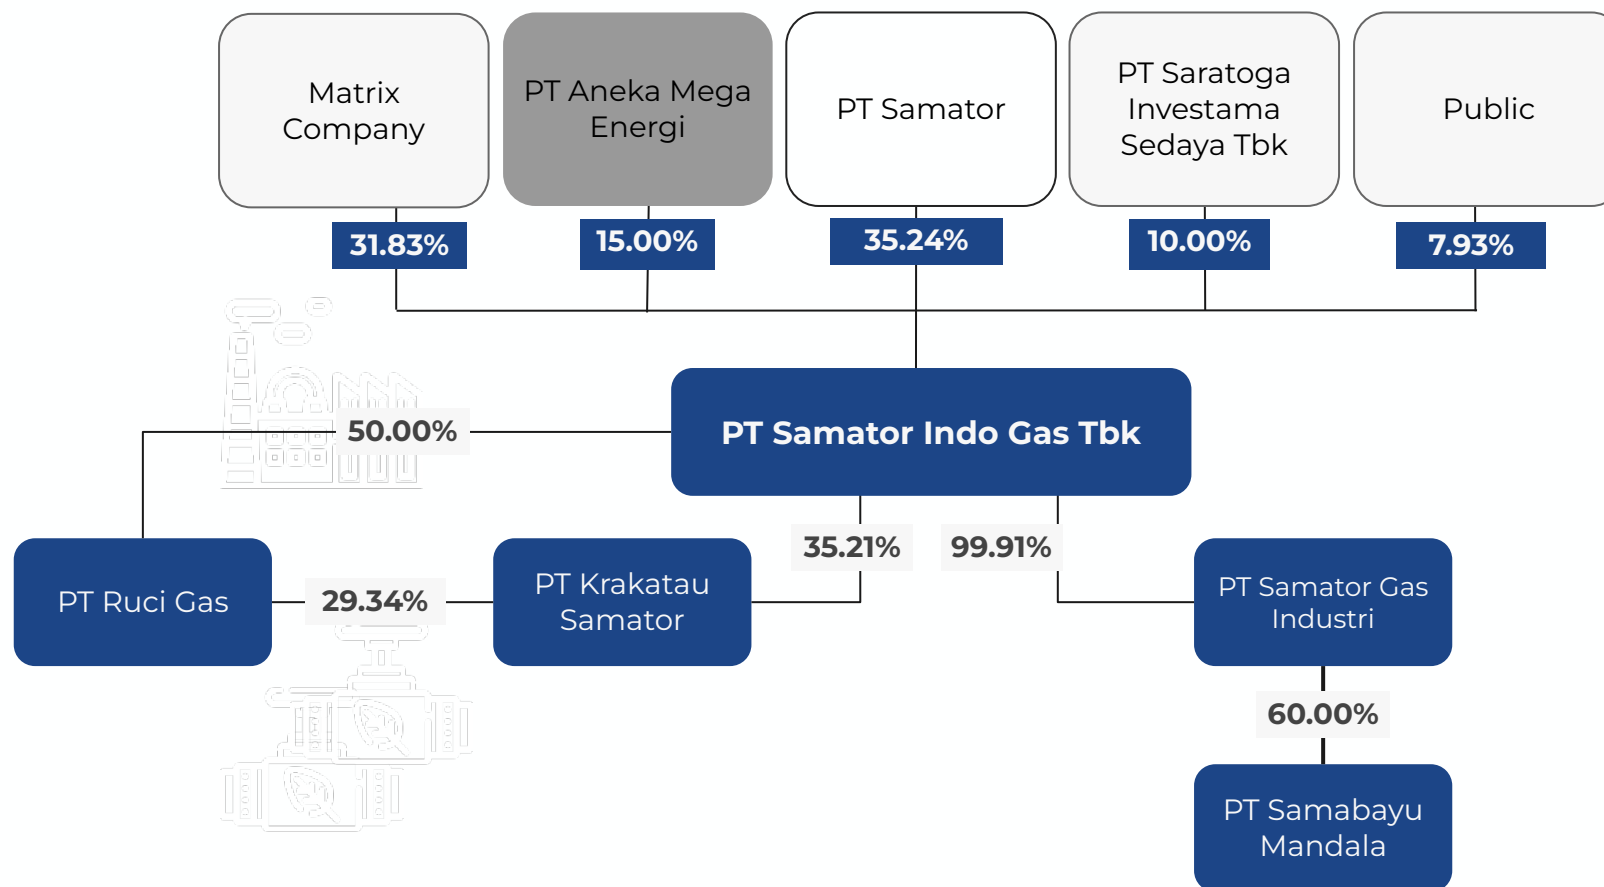 Matrix
Company
PT Aneka Mega
Energi
PT Samator
PT Saratoga
Investama
Sedaya Tbk
Public
31.83%
15.00%
35.24%
10.00%
7.93%
50.00%
PT Samator Indo Gas Tbk
35.21%
99.91%
PT Ruci Gas
29.34%
PT Krakatau
Samator
PT Samator Gas
Industri
60.00%
PT Samabayu
Mandala